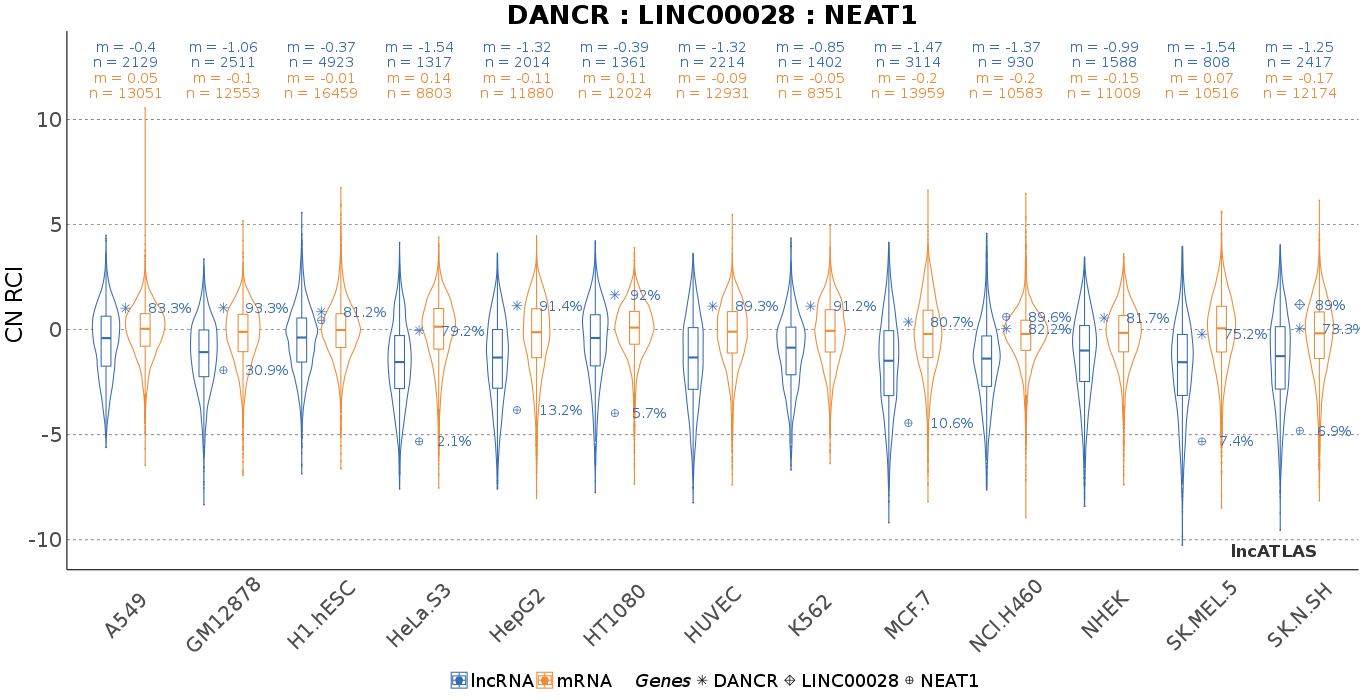 DANCR : LINC00028 : NEAT1
m = -0.4 m = -1.06 m = -0.37 m = -1.54 m = -1.32 m = -0.39 m = -1.32 m = -0.85 m = -1.47 m = -1.37 m = -0.99 m = -1.54 m = -1.25
n = 2129 n = 2511 n = 4923 n = 1317 n = 2014 n = 1361 n = 2214 n = 1402 n = 3114 n = 930 n = 1588 n = 808 n = 2417
m = 0.05 m = -0.1 m = -0.01 m = 0.14 m = -0.11 m = 0.11 m = -0.09 m = -0.05 m = -0.2 m = -0.2 m = -0.15 m = 0.07 m = -0.17
n = 13051 n = 12553 n = 16459 n = 8803 n = 11880 n = 12024 n = 12931 n = 8351 n = 13959 n = 10583 n = 11009 n = 10516 n = 12174
10
5
CN RCI
92%
89%
91.4% 89.3% 91.2%
83.3% 93.3%
81.2%
89.6% 81.7%
80.7%
0
79.2% 82.2% 73.3%
75.2%
30.9%
13.2% 5.7%
10.6%
6.9%
-5
2.1% 7.4%
-10
lncATLAS
A549 GM12878 H1.hESC HeLa.S3 HepG2 HT1080 HUVEC K562 MCF.7 NCI.H460 NHEK SK.MEL.5 SK.N.SH
lncRNA mRNA Genes DANCR LINC00028 NEAT1